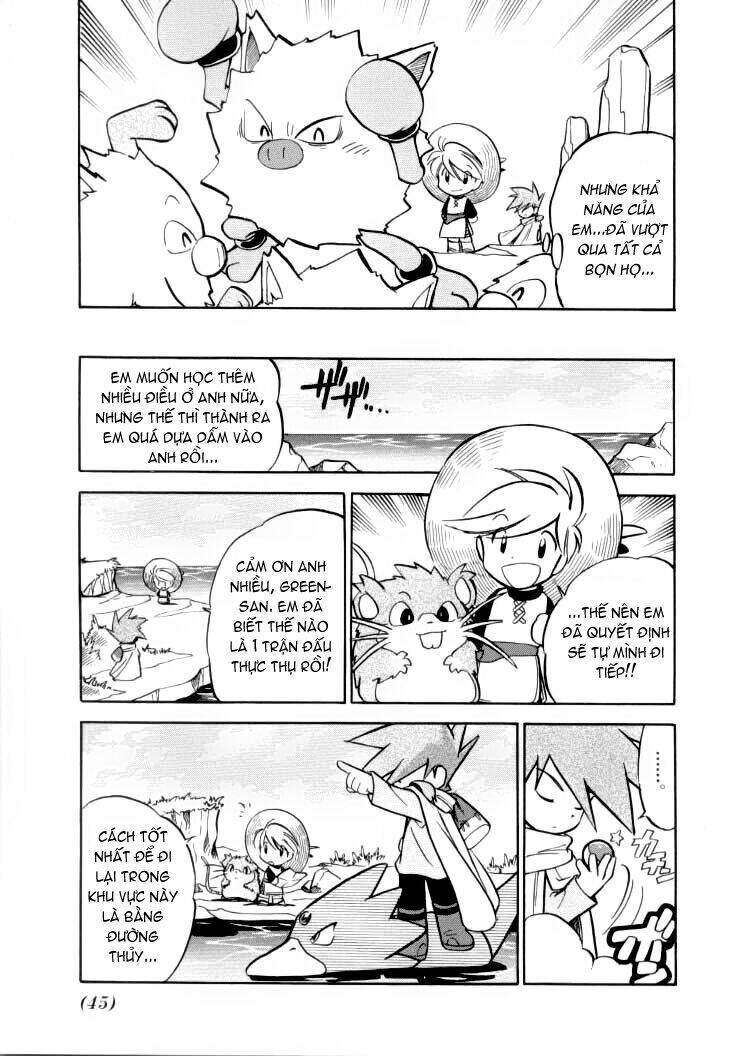 NHƯNG KHẢ
NĂNG CỦA
EM...ĐÃ VƯỢT
QUA TẤT CẢ
BỌN HỌ...
EM MUỐN HỌC THÊM
NHIỀU ĐIỀU Ở ANH NỮA,
NHƯNG THẾ THÌ THÀNH RA
EM QUÁ DỰA DẪM VÀO
ANH RỒI...
...THẾ NÊN EM
ĐÃ QUYẾT ĐỊNH
SẼ TỰ MÌNH ĐI
TIẾP!!
CẢM ƠN ANH
NHIỀU, GREEN-
SAN. EM ĐÃ
BIẾT THẾ NÀO
LÀ 1 TRẬN ĐẤU
THỰC THỤ RỒI!
.......
CÁCH TỐT
NHẤT ĐỂ ĐI
LẠI TRONG
KHU VỰC NÀY
LÀ BẰNG
ĐƯỜNG
THỦY...
(45)